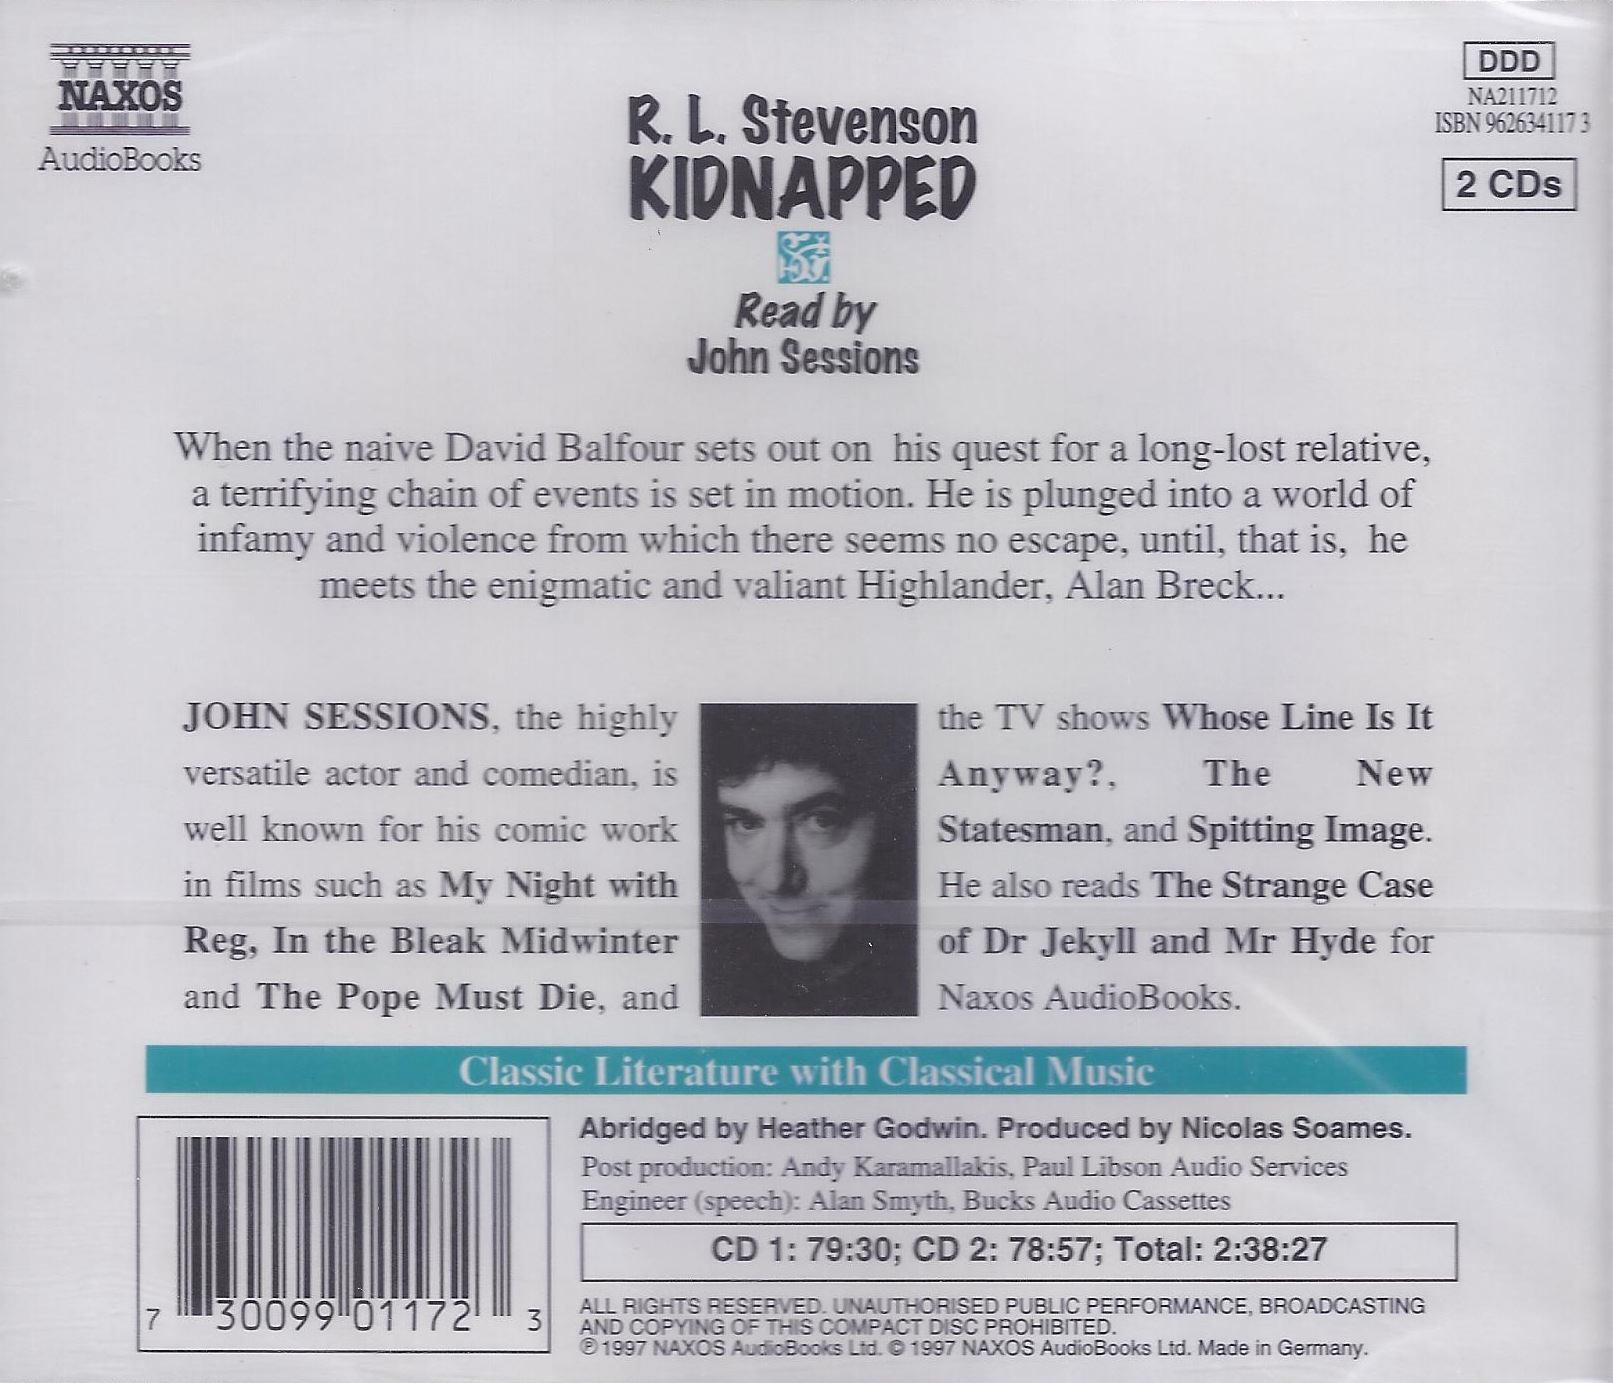 NAXOS
AudioBooks
DDD
NA211712
ISBN 962634117 3
2 CDs
R. L. Stevenson
KIDNAPPED
Read by
John Sessions
When the naive David Balfour sets out on his quest for a long-lost relative,
a terrifying chain of events is set in motion. He is plunged into a world of
infamy and violence from which there seems no escape, until, that is, he
meets the enigmatic and valiant Highlander, Alan Breck...
JOHN SESSIONS, the highly
versatile actor and comedian, is
well known for his comic work
in films such as My Night with
Reg, In the Bleak Midwinter
and The Pope Must Die, and
the TV shows Whose Line Is It
Anyway?, The New
Statesman, and Spitting Image.
He also reads The Strange Case
of Dr Jekyll and Mr Hyde for
Naxos AudioBooks.
Classic Literature with Classical Music
7 30099 01172 3
Abridged by Heather Godwin. Produced by Nicolas Soames.
Post production: Andy Karamallakis, Paul Libson Audio Services
Engineer (speech): Alan Smyth, Bucks Audio Cassettes
CD 1: 79:30; CD 2: 78:57; Total: 2:38:27
ALL RIGHTS RESERVED. UNAUTHORISED PUBLIC PERFORMANCE, BROADCASTING
AND COPYING OF THIS COMPACT DISC PROHIBITED.
℗ 1997 NAXOS AudioBooks Ltd. © 1997 NAXOS AudioBooks Ltd. Made in Germany.